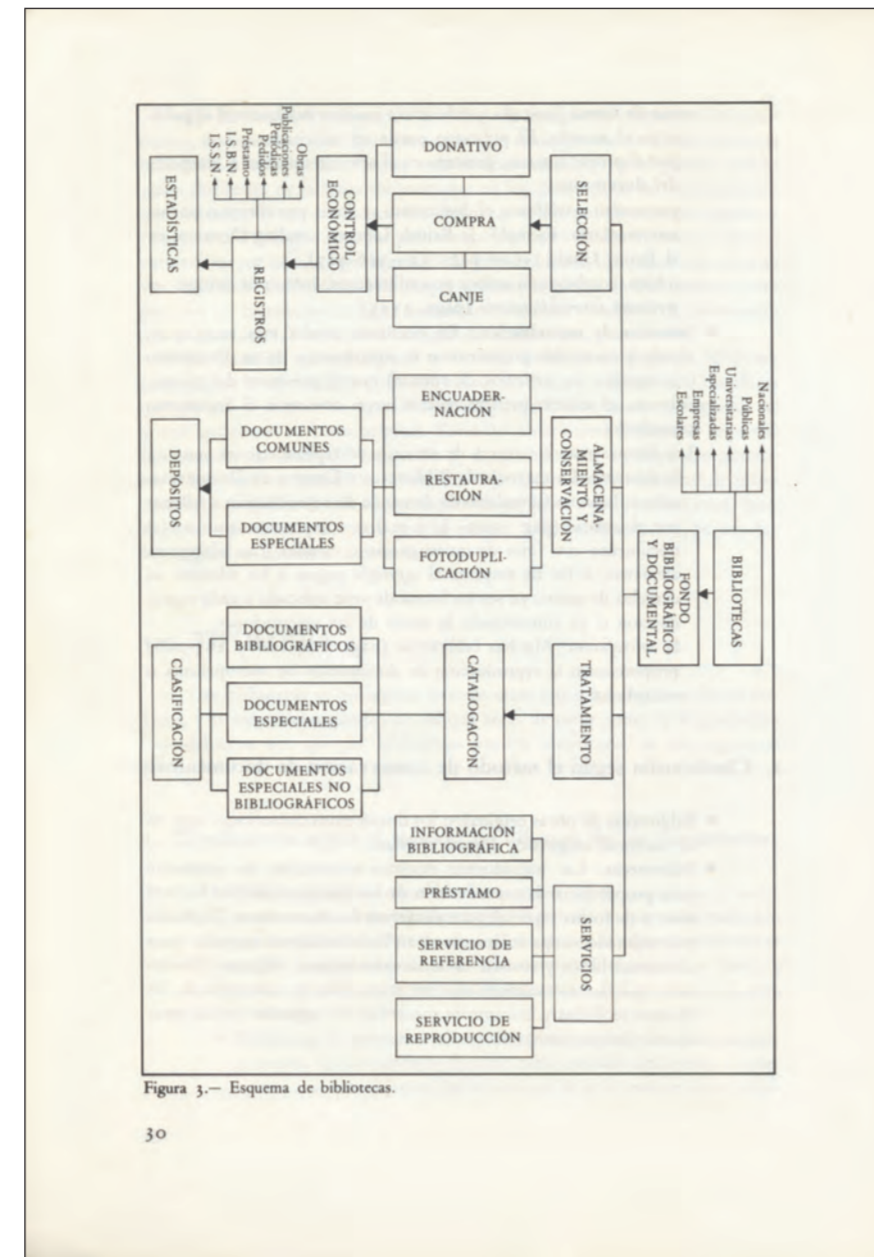 BIBLIOTECAS
Nacionales
Públicas
Universitarias
Especializadas
Empresas
Escolares
FONDO
BIBLIOGRÁFICO
Y DOCUMENTAL
SELECCIÓN
ALMACENA-
MIENTO Y
CONSERVACIÓN
TRATAMIENTO
SERVICIOS
DONATIVO
COMPRA
CANJE
ENCUADER-
NACIÓN
RESTAURA-
CIÓN
FOTODUPLI-
CACIÓN
CATALOGACIÓN
INFORMACIÓN
BIBLIOGRÁFICA
PRÉSTAMO
SERVICIO DE
REFERENCIA
SERVICIO DE
REPRODUCCIÓN
CONTROL
ECONÓMICO
DOCUMENTOS
COMUNES
DOCUMENTOS
ESPECIALES
DOCUMENTOS
BIBLIOGRÁFICOS
DOCUMENTOS
ESPECIALES
DOCUMENTOS
ESPECIALES NO
BIBLIOGRÁFICOS
REGISTROS
Obras
Publicaciones
Periódicas
Pedidos
Préstamo
I.S.B.N.
I.S.S.N.
ESTADÍSTICAS
DEPÓSITOS
CLASIFICACIÓN
Figura 3.— Esquema de bibliotecas.
30